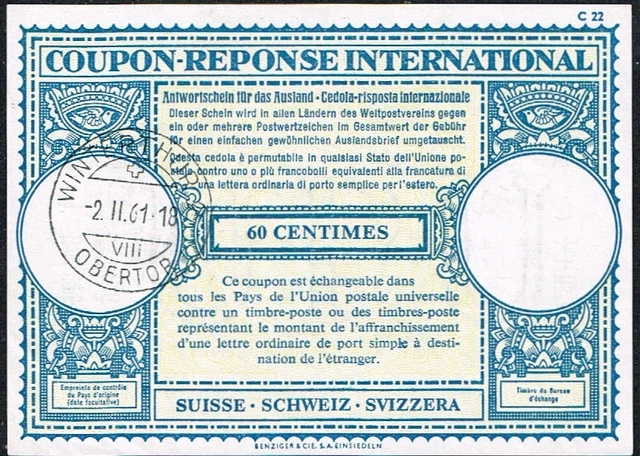 C 22
COUPON-REPONSE INTERNATIONAL
Antwortschein für das Ausland · Cedola-risposta internazionale
Dieser Schein wird in allen Ländern des Weltpostvereins gegen
ein oder mehrere Postwertzeichen im Gesamtwert der Gebühr
für einen einfachen gewöhnlichen Auslandsbrief umgetauscht.
Questa cedola è permutabile in qualsiasi Stato dell'Unione po-
stale contro uno o più francobolli equivalenti alla francatura di
una lettera ordinaria di porto semplice per l'estero.
WINTERTHUR 1
-2.II.61·18
VIII
OBERTOR
60 CENTIMES
Ce coupon est échangeable dans
tous les Pays de l'Union postale universelle
contre un timbre-poste ou des timbres-poste
représentant le montant de l'affranchissement
d'une lettre ordinaire de port simple à desti-
nation de l'étranger.
Empreinte de contrôle
du Pays d'origine
(date facultative)
Timbre du Bureau
d'échange
SUISSE · SCHWEIZ · SVIZZERA
BENZIGER & CIE. S.A. EINSIEDELN